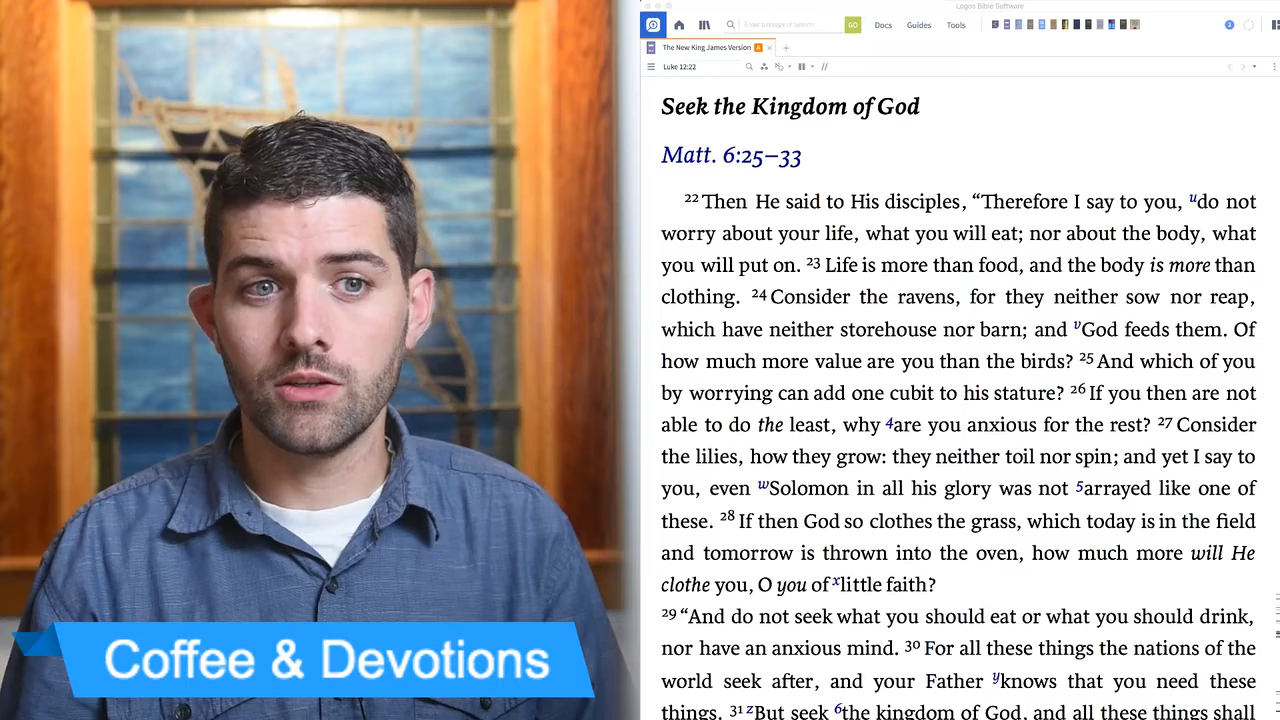 Logos Bible Software
Enter passage or search!
GO
Docs
Guides
Tools
The New King James Version A
Luke 12:22
Seek the Kingdom of God
Matt. 6:25–33
22 Then He said to His disciples, “Therefore I say to you, u do not
worry about your life, what you will eat; nor about the body, what
you will put on. 23 Life is more than food, and the body is more than
clothing. 24 Consider the ravens, for they neither sow nor reap,
which have neither storehouse nor barn; and v God feeds them. Of
how much more value are you than the birds? 25 And which of you
by worrying can add one cubit to his stature? 26 If you then are not
able to do the least, why 4 are you anxious for the rest? 27 Consider
the lilies, how they grow: they neither toil nor spin; and yet I say to
you, even w Solomon in all his glory was not 5 arrayed like one of
these. 28 If then God so clothes the grass, which today is in the field
and tomorrow is thrown into the oven, how much more will He
clothe you, O you of x little faith?
29 “And do not seek what you should eat or what you should drink,
nor have an anxious mind. 30 For all these things the nations of the
world seek after, and your Father y knows that you need these
things. 31 z But seek 6 the kingdom of God, and all these things shall
Coffee & Devotions